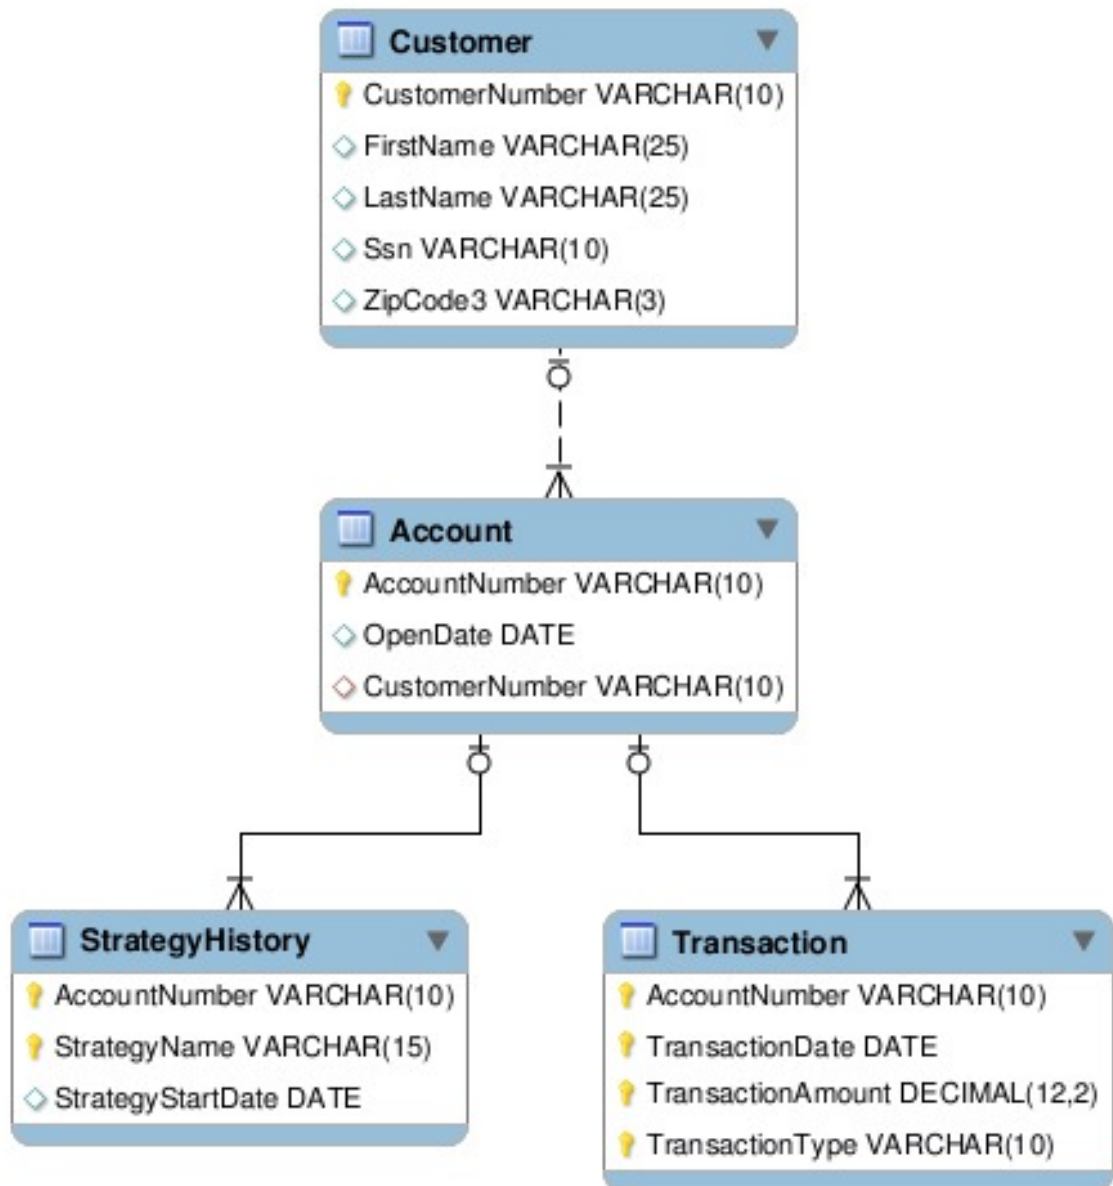 Customer
CustomerNumber VARCHAR(10)
FirstName VARCHAR(25)
LastName VARCHAR(25)
Ssn VARCHAR(10)
ZipCode3 VARCHAR(3)
Account
AccountNumber VARCHAR(10)
OpenDate DATE
CustomerNumber VARCHAR(10)
StrategyHistory
AccountNumber VARCHAR(10)
StrategyName VARCHAR(15)
StrategyStartDate DATE
Transaction
AccountNumber VARCHAR(10)
TransactionDate DATE
TransactionAmount DECIMAL(12,2)
TransactionType VARCHAR(10)